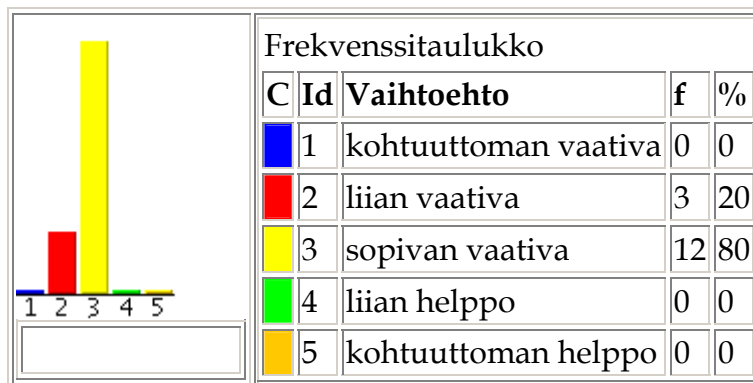 1 2 3 4 5
Frekvenssitaulukko
C Id Vaihtoehto f %
1 kohtuuttoman vaativa 0 0
2 liian vaativa 3 20
3 sopivan vaativa 12 80
4 liian helppo 0 0
5 kohtuuttoman helppo 0 0